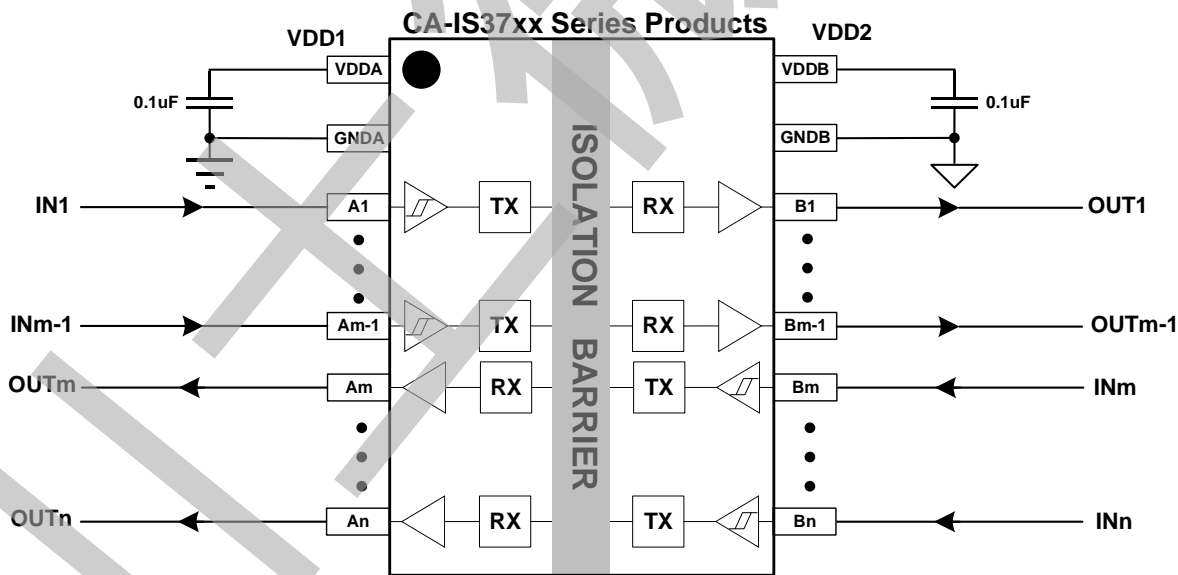 CA-IS37xx Series Products
VDD1
VDD2
VDDA
VDDB
0.1uF
0.1uF
GNDA
GNDB
ISOLATION BARRIER
IN1
A1
TX
RX
B1
OUT1
INm-1
Am-1
TX
RX
Bm-1
OUTm-1
OUTm
Am
RX
TX
Bm
INm
OUTn
An
RX
TX
Bn
INn